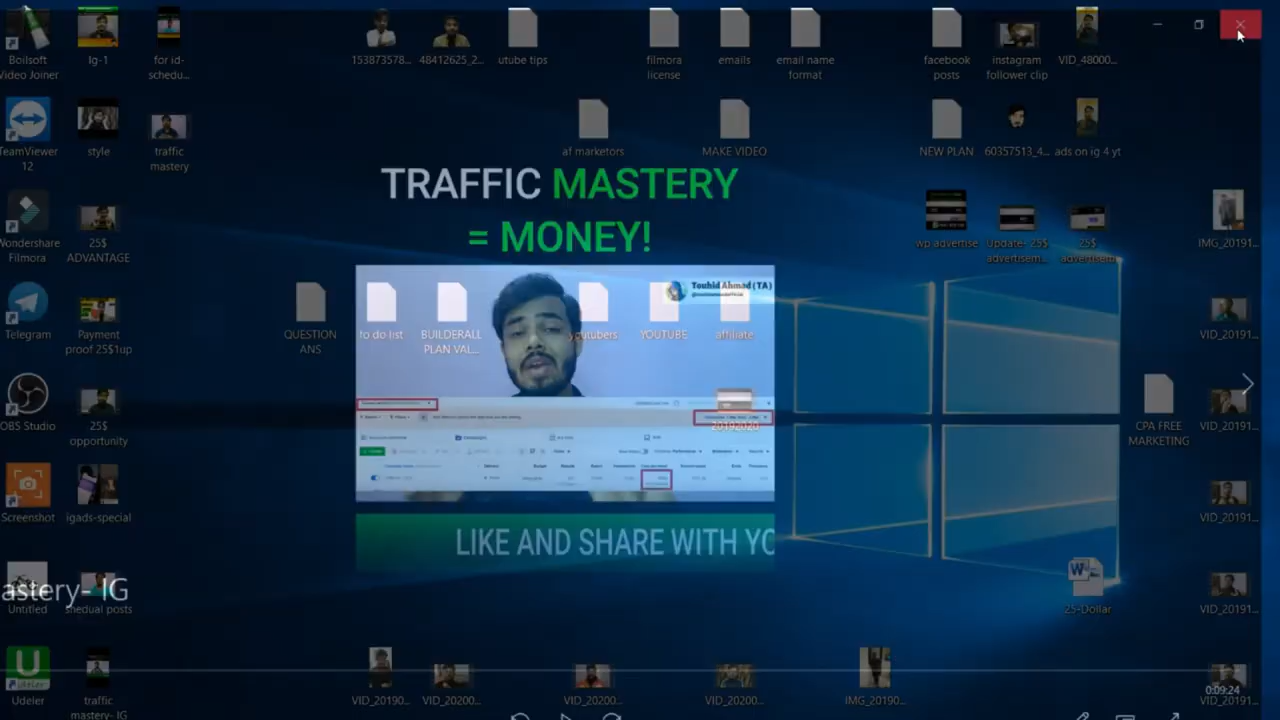 Boilsoft
Video Joiner
Ig-1
for id-
schedu...
153873578...
48412625_2...
utube tips
filmora
license
emails
email name
format
facebook
posts
instagram
follower clip
VID_48000...
TeamViewer
12
style
traffic
mastery
af marketors
MAKE VIDEO
NEW PLAN
60357513_4...
ads on ig 4 yt
TRAFFIC MASTERY
= MONEY!
Wondershare
Filmora
25$
ADVANTAGE
wp advertise
Update- 25$
advertisem...
25$
advertisem
IMG_20191...
Touhid Ahmad (TA)
Telegram
Payment
proof 25$1up
QUESTION
ANS
to do list
BUILDERALL
PLAN VAL...
youtubers
YOUTUBE
affiliate
VID_20191...
OBS Studio
25$
opportunity
20192020
CPA FREE
MARKETING
VID_20191...
Screenshot
igads-special
VID_20191...
LIKE AND SHARE WITH YO
astery- IG
Untitled
shedual posts
25-Dollar
VID_20191...
Udeler
traffic
mastery- IG
VID_20190...
VID_20200...
VID_20200...
VID_20200...
IMG_20190...
VID_20191...
0:09:24